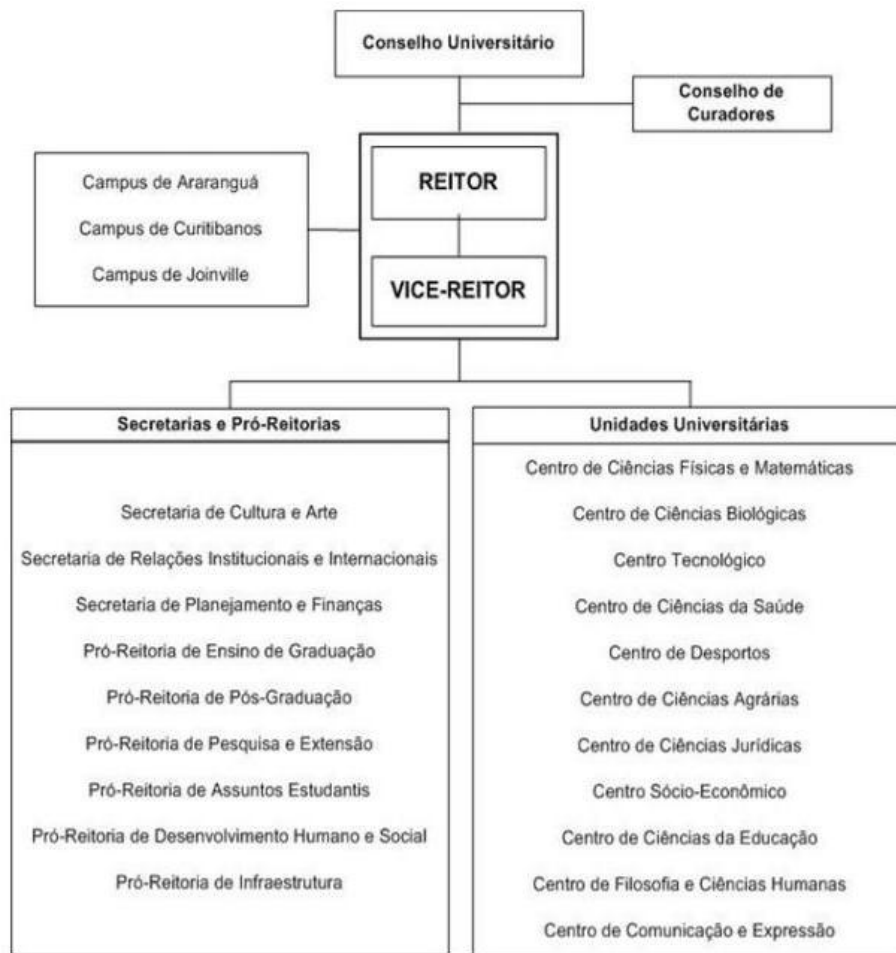 Conselho Universitário
Conselho de
Curadores
Campus de Araranguá
Campus de Curitibanos
Campus de Joinville
REITOR
VICE-REITOR
Secretarias e Pró-Reitorias
Secretaria de Cultura e Arte
Secretaria de Relações Institucionais e Internacionais
Secretaria de Planejamento e Finanças
Pró-Reitoria de Ensino de Graduação
Pró-Reitoria de Pós-Graduação
Pró-Reitoria de Pesquisa e Extensão
Pró-Reitoria de Assuntos Estudantis
Pró-Reitoria de Desenvolvimento Humano e Social
Pró-Reitoria de Infraestrutura
Unidades Universitárias
Centro de Ciências Físicas e Matemáticas
Centro de Ciências Biológicas
Centro Tecnológico
Centro de Ciências da Saúde
Centro de Desportos
Centro de Ciências Agrárias
Centro de Ciências Jurídicas
Centro Sócio-Econômico
Centro de Ciências da Educação
Centro de Filosofia e Ciências Humanas
Centro de Comunicação e Expressão